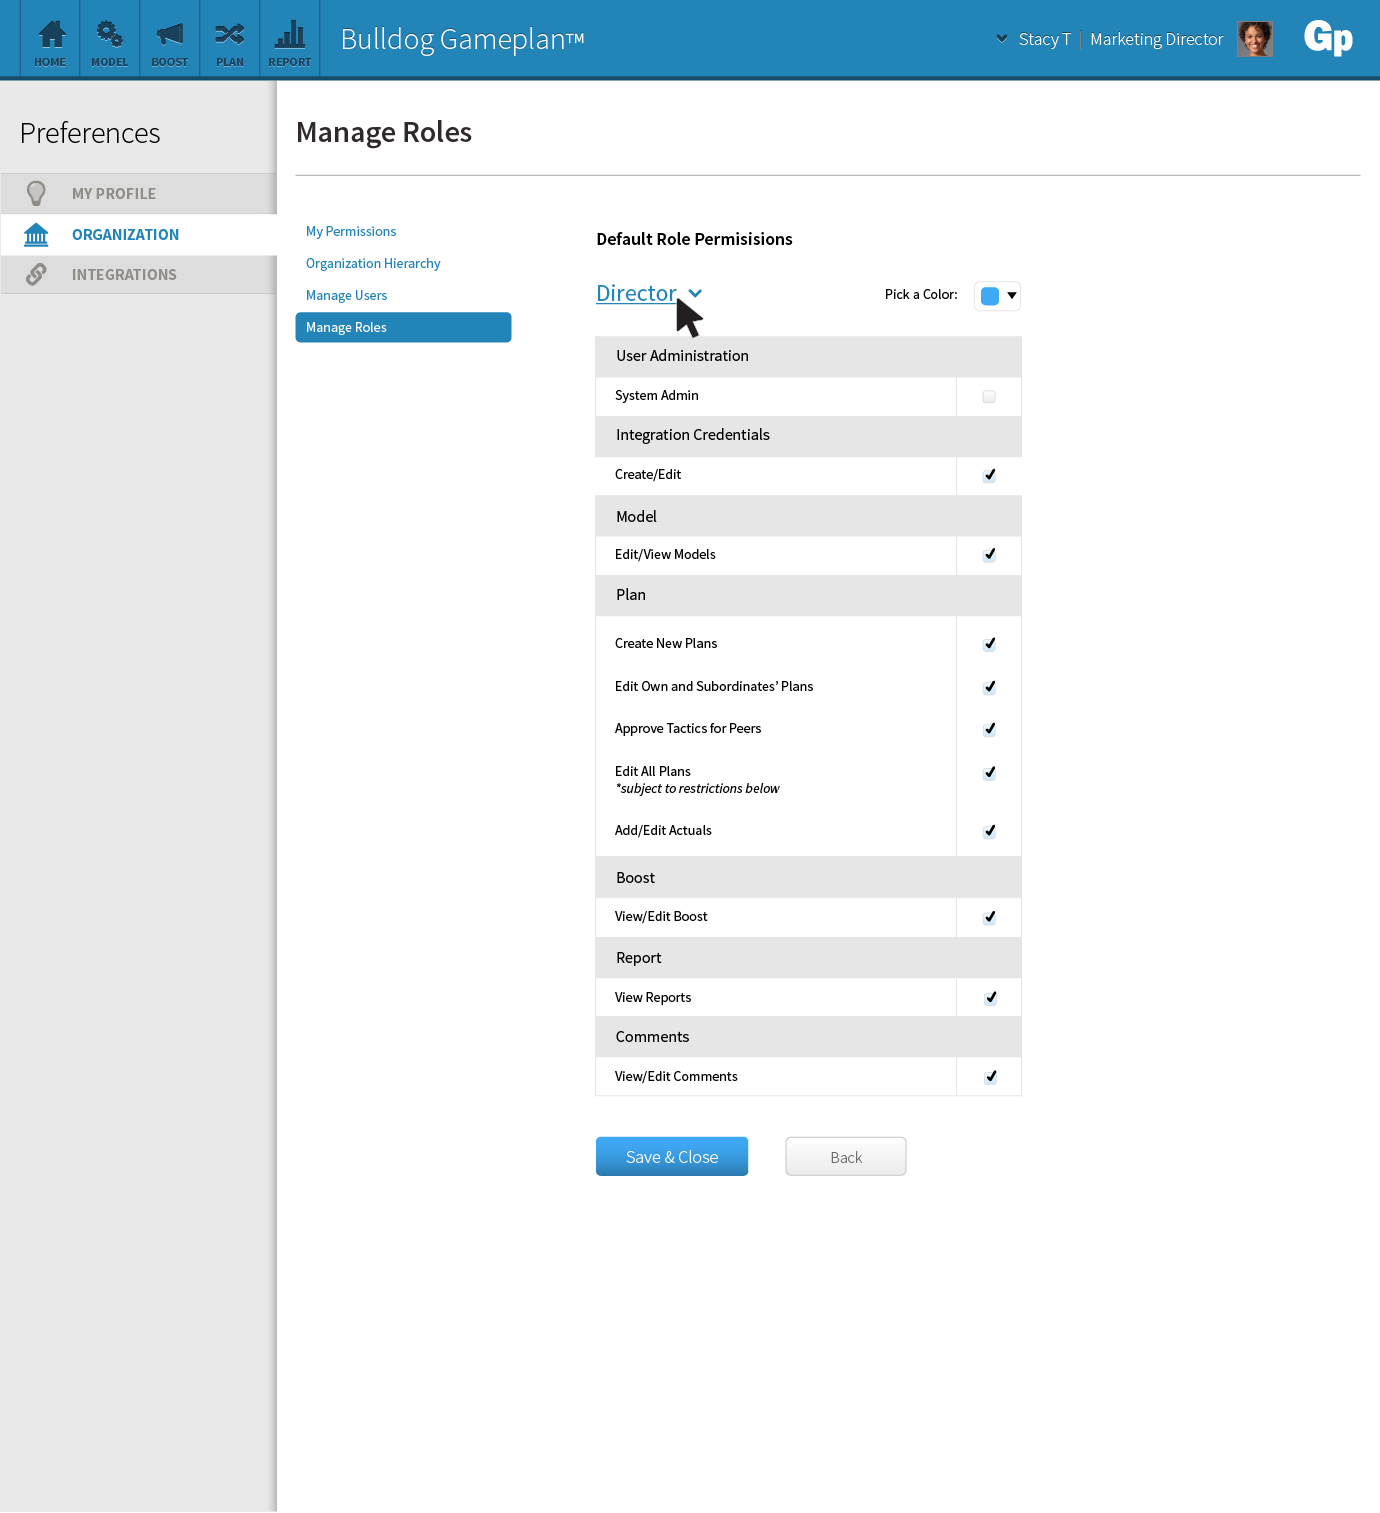 HOME
MODEL
BOOST
PLAN
REPORT
Bulldog Gameplan™
Stacy T | Marketing Director
Gp
Preferences
MY PROFILE
ORGANIZATION
INTEGRATIONS
Manage Roles
My Permissions
Organization Hierarchy
Manage Users
Manage Roles
Default Role Permisisions
Director
Pick a Color:
User Administration
System Admin
Integration Credentials
Create/Edit
Model
Edit/View Models
Plan
Create New Plans
Edit Own and Subordinates’ Plans
Approve Tactics for Peers
Edit All Plans
*subject to restrictions below
Add/Edit Actuals
Boost
View/Edit Boost
Report
View Reports
Comments
View/Edit Comments
Save & Close
Back